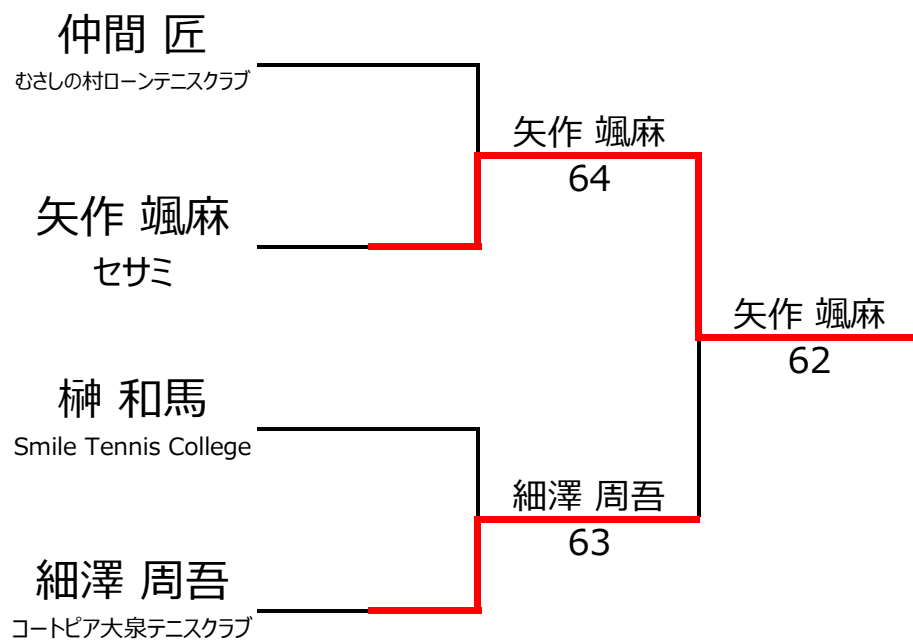 仲間 匠
むさしの村ローンテニスクラブ
矢作 颯麻
64
矢作 颯麻
セサミ
矢作 颯麻
62
榊 和馬
Smile Tennis College
細澤 周吾
63
細澤 周吾
コートピア大泉テニスクラブ